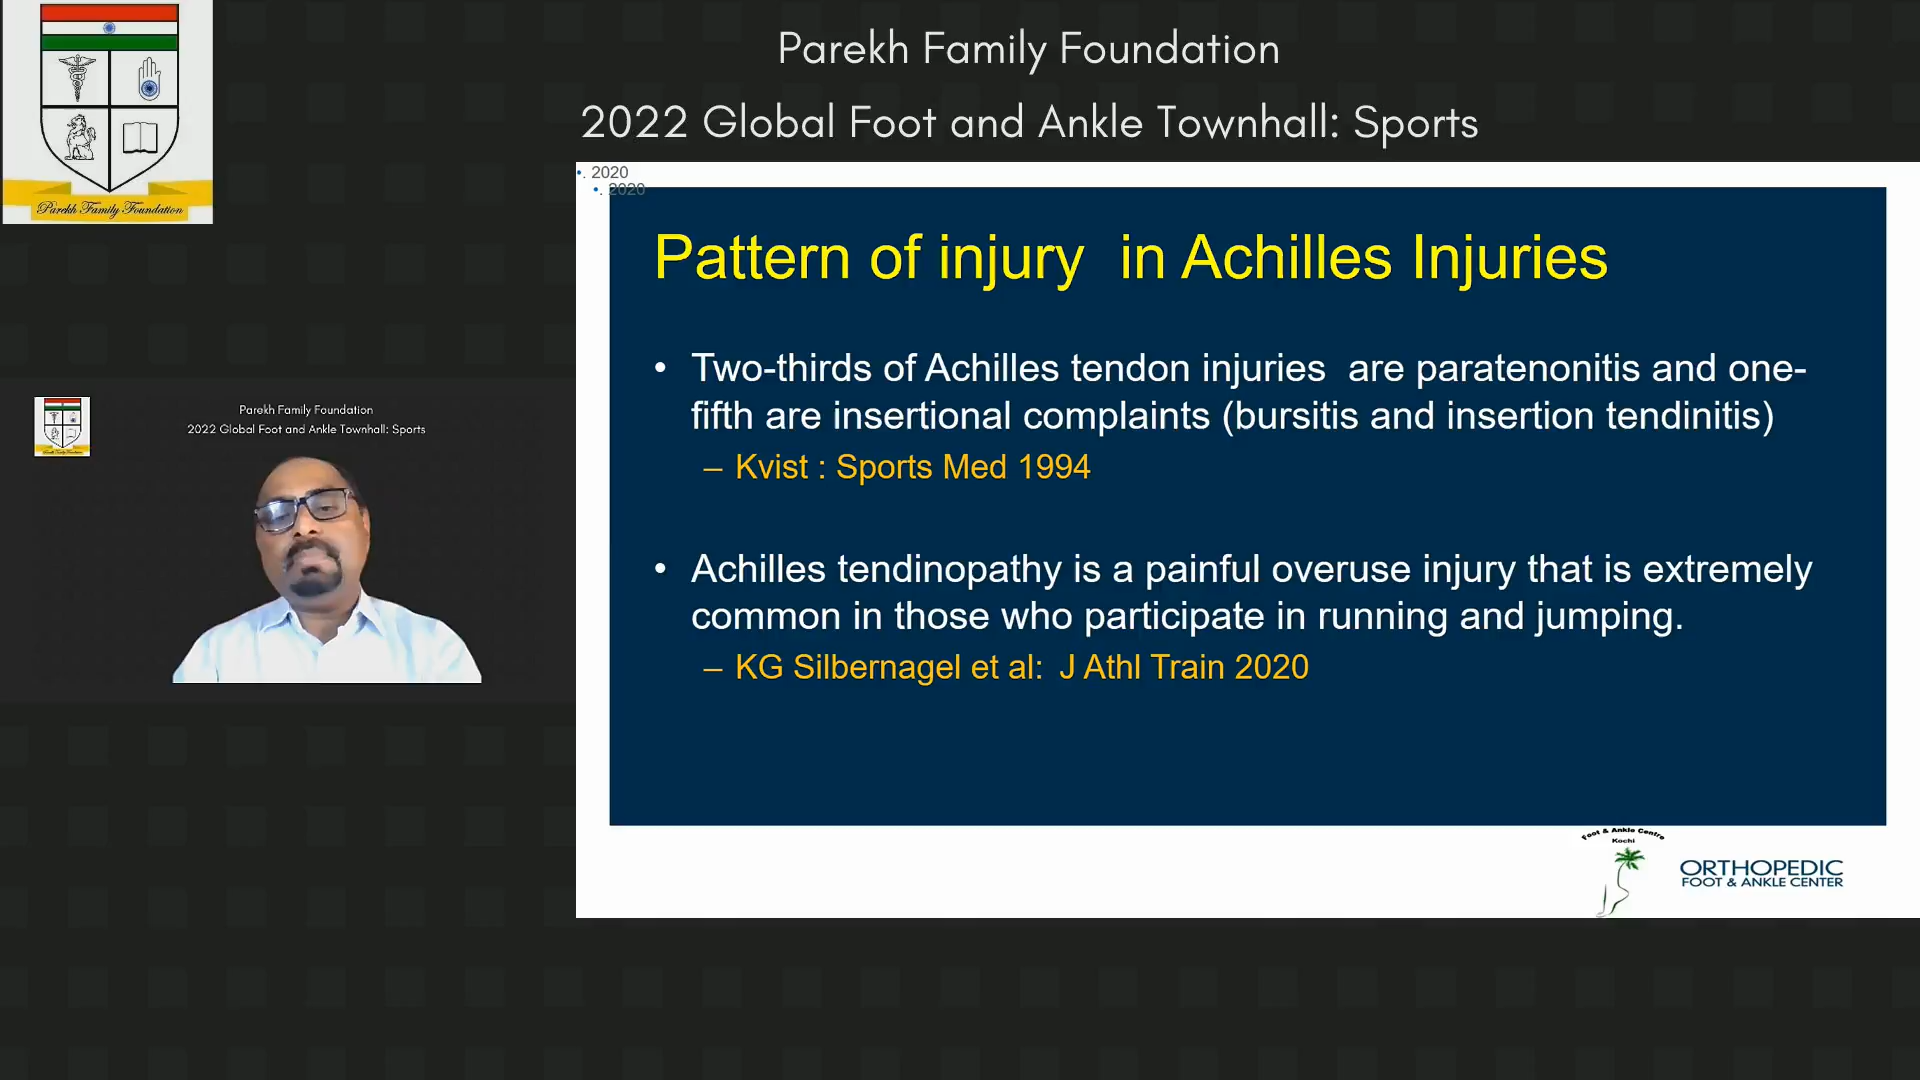 Parekh Family Foundation
2022 Global Foot and Ankle Townhall: Sports
Parekh Family Foundation
•. 2020
•. 2020
Pattern of injury in Achilles Injuries
• Two-thirds of Achilles tendon injuries are paratenonitis and one-
fifth are insertional complaints (bursitis and insertion tendinitis)
– Kvist : Sports Med 1994
• Achilles tendinopathy is a painful overuse injury that is extremely
common in those who participate in running and jumping.
– KG Silbernagel et al: J Athl Train 2020
Parekh Family Foundation
2022 Global Foot and Ankle Townhall: Sports
Foot & Ankle Centre
Kochi
ORTHOPEDIC
FOOT & ANKLE CENTER